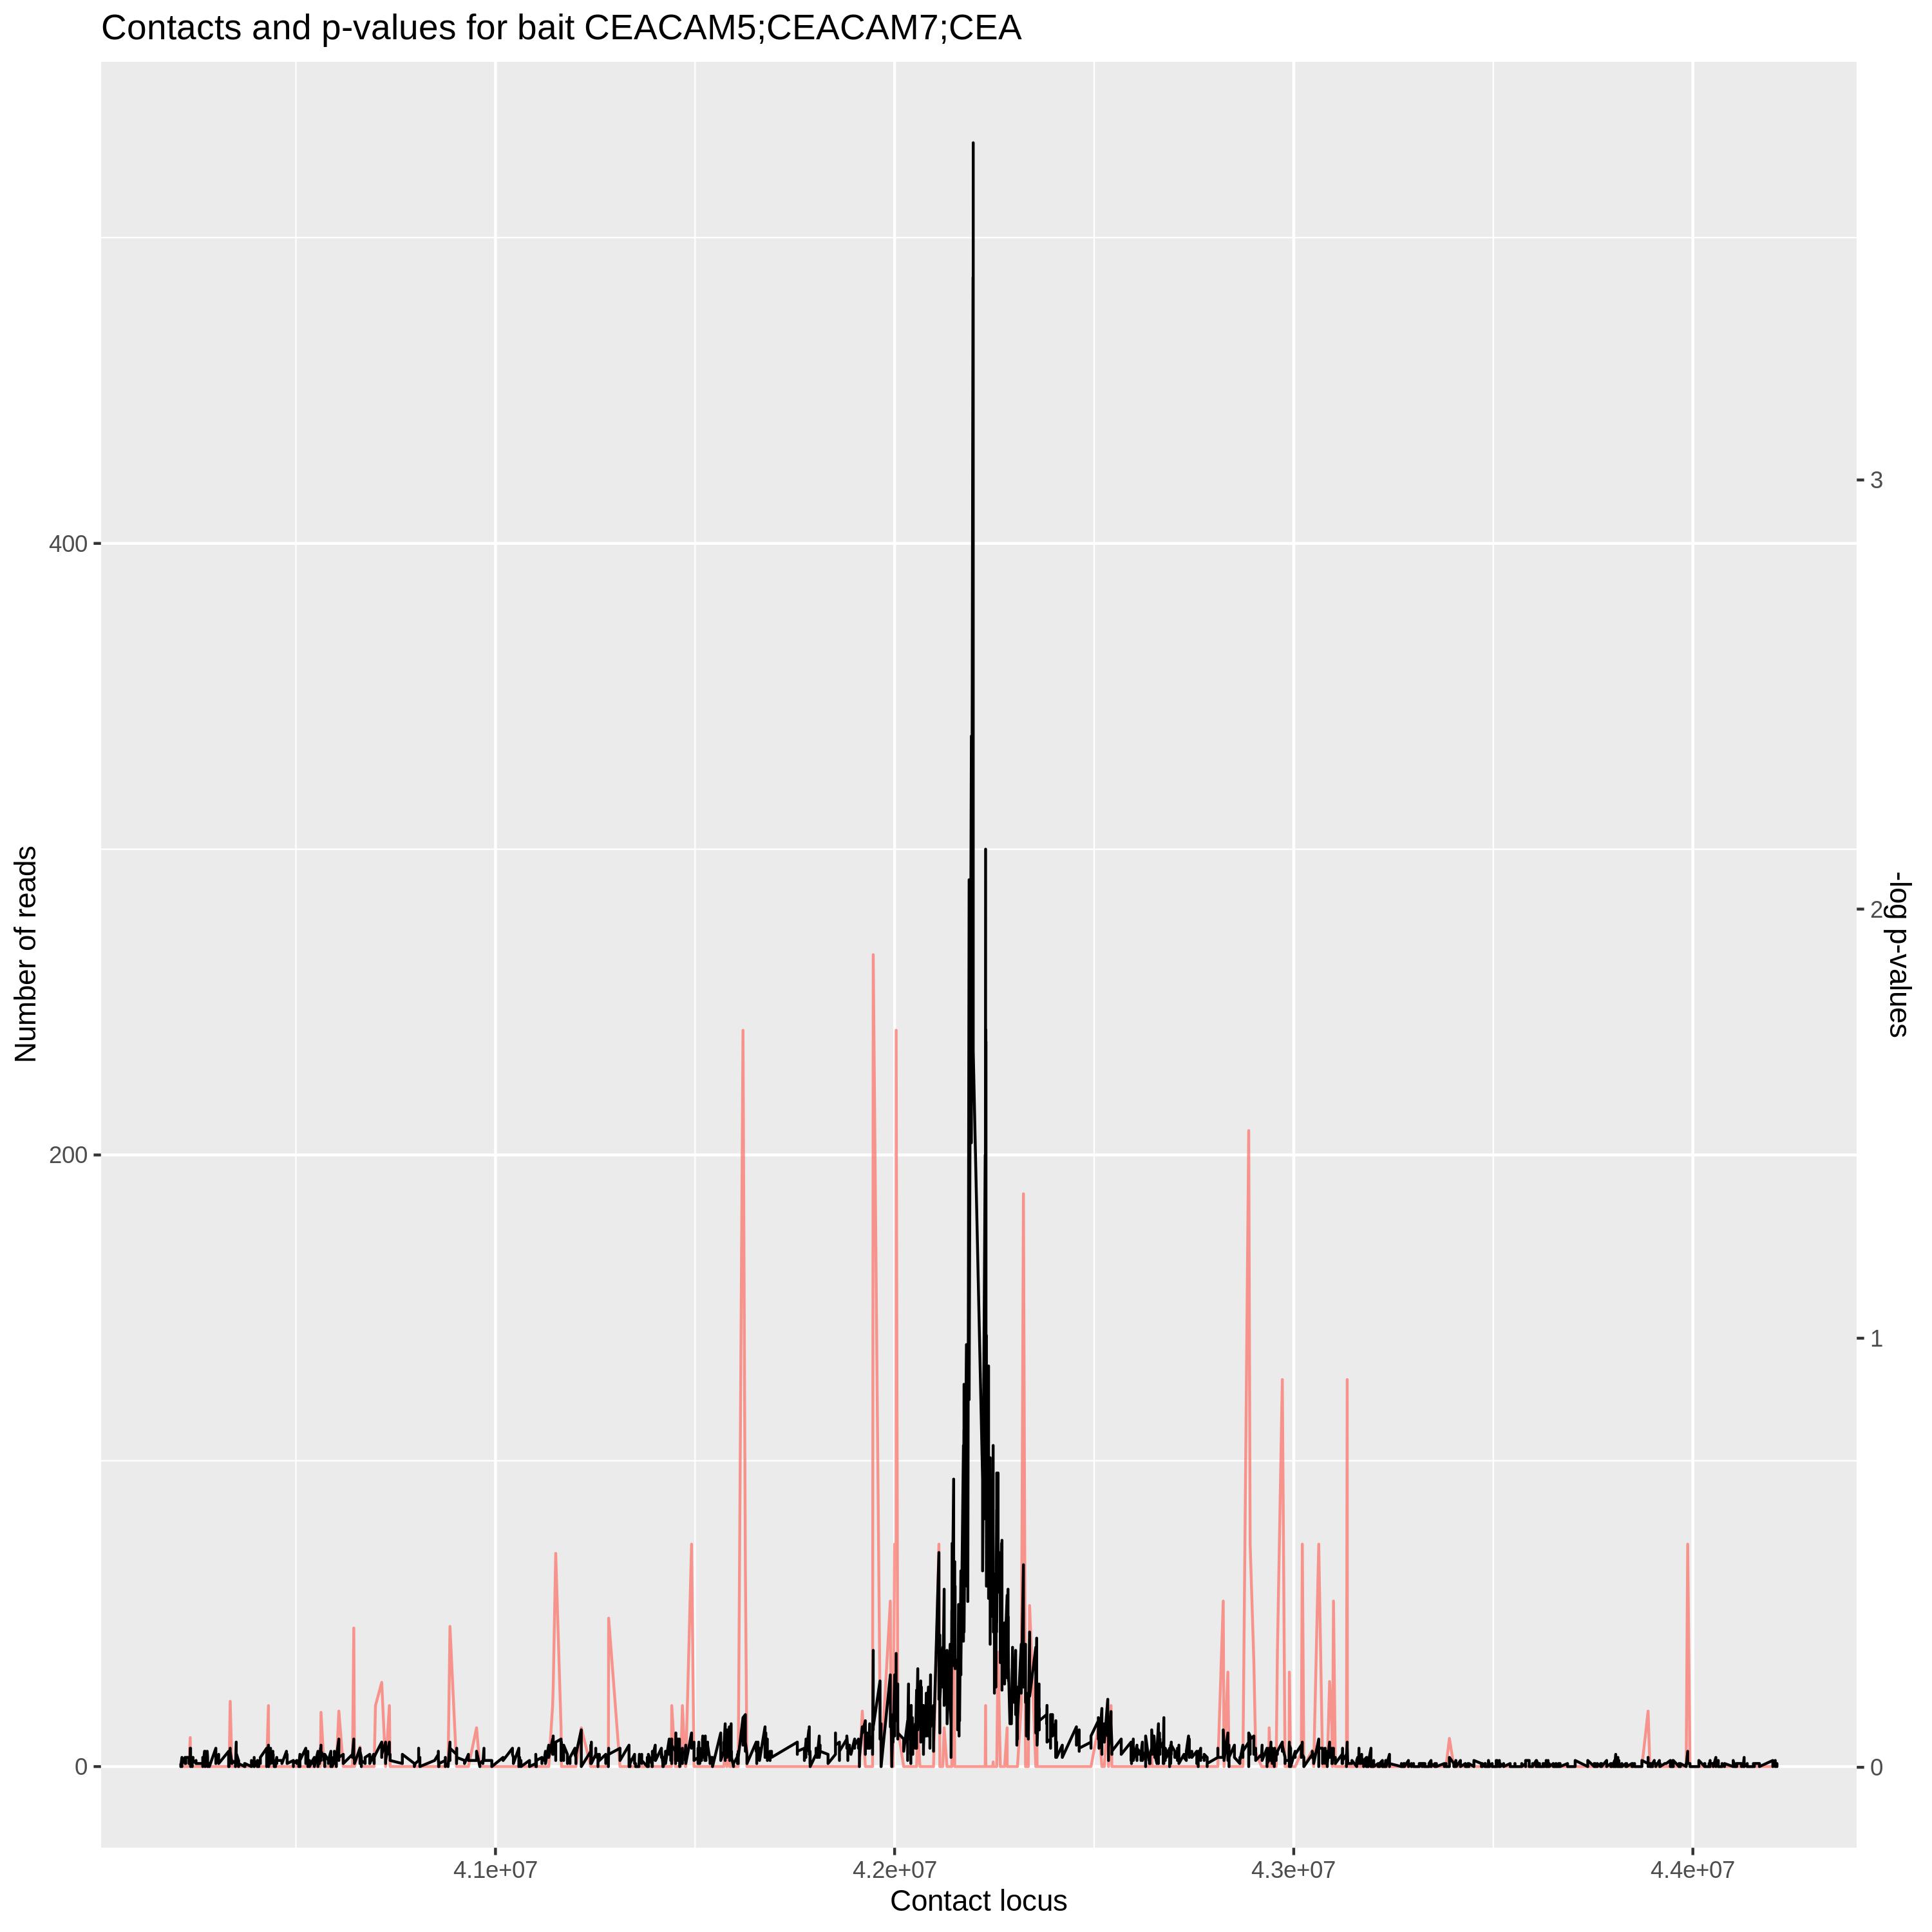 Contacts and p-values for bait CEACAM5;CEACAM7;CEA
Number of reads
400
200
0
3
2
1
0
-log p-values
4.1e+07 4.2e+07 4.3e+07 4.4e+07
Contact locus